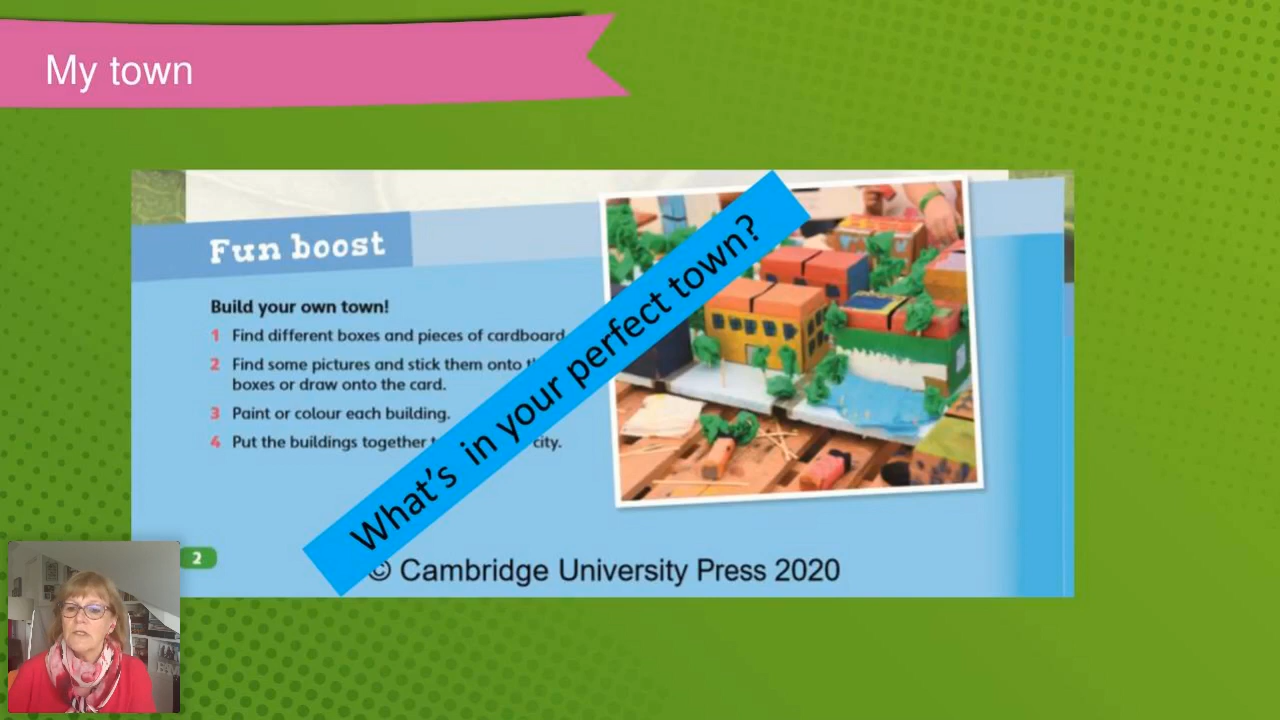 My town
Fun boost
Build your own town!
1 Find different boxes and pieces of cardboard
2 Find some pictures and stick them onto
boxes or draw onto the card.
3 Paint or colour each building.
4 Put the buildings together city.
What's in your perfect town?
2
© Cambridge University Press 2020